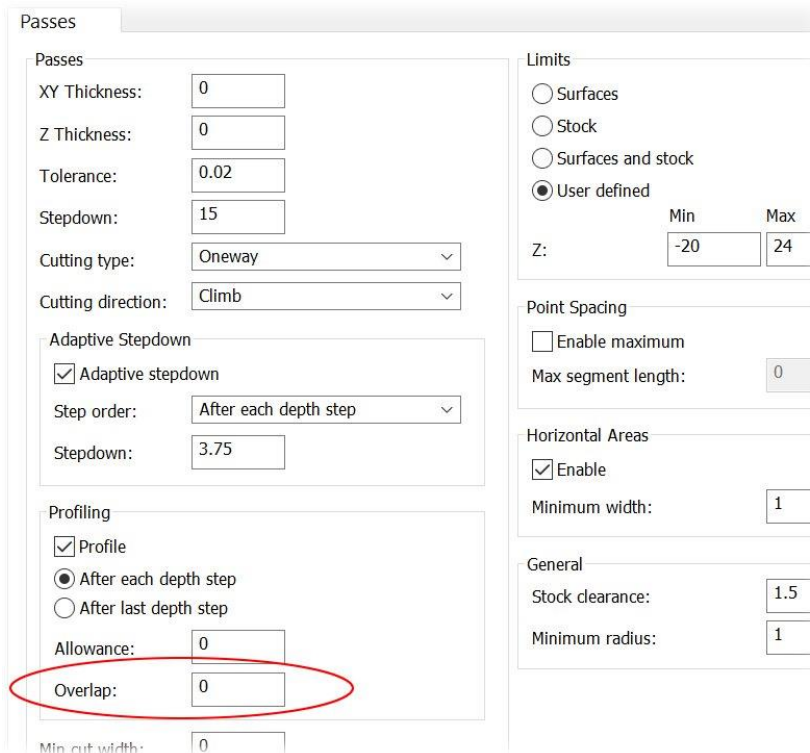 Passes
Passes
XY Thickness: 0
Z Thickness: 0
Tolerance: 0.02
Stepdown: 15
Cutting type: Oneway
Cutting direction: Climb
Adaptive Stepdown
Adaptive stepdown
Step order: After each depth step
Stepdown: 3.75
Profiling
Profile
After each depth step
After last depth step
Allowance: 0
Overlap: 0
Min cut width: 0
Limits
Surfaces
Stock
Surfaces and stock
User defined
Min Max
Z: -20 24
Point Spacing
Enable maximum
Max segment length: 0
Horizontal Areas
Enable
Minimum width: 1
General
Stock clearance: 1.5
Minimum radius: 1